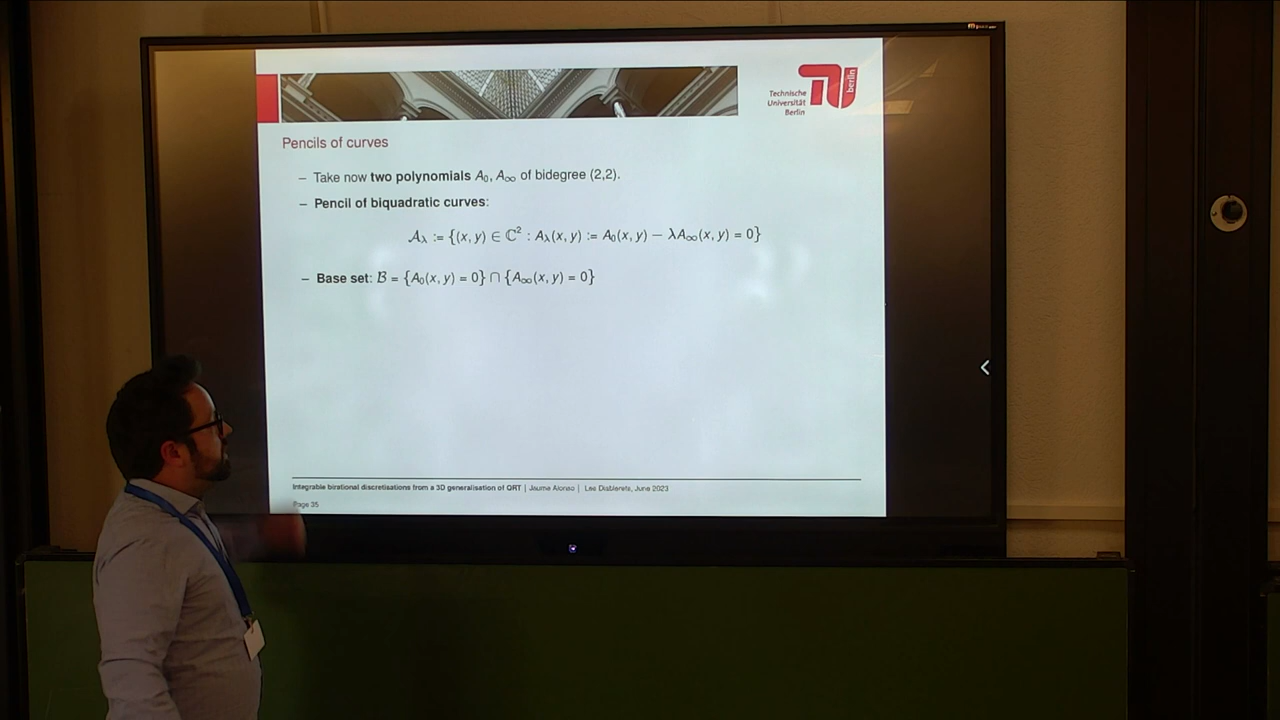 Technische
Universität
Berlin
berlin
Pencils of curves
– Take now two polynomials A₀, A∞ of bidegree (2,2).
– Pencil of biquadratic curves:
𝒜λ := {(x, y) ∈ ℂ² : Aλ(x, y) := A₀(x, y) − λA∞(x, y) = 0}
– Base set: ℬ = {A₀(x, y) = 0} ∩ {A∞(x, y) = 0}
Integrable birational discretisations from a 3D generalisation of QRT | Jaume Alonso | Les Diablerets, June 2023
Page 35